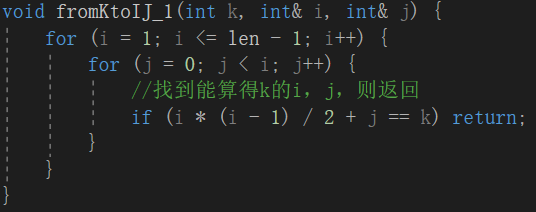 void fromKtoIJ_1(int k, int& i, int& j) {
for (i = 1; i <= len - 1; i++) {
for (j = 0; j < i; j++) {
//找到能算得k的i，j，则返回
if (i * (i - 1) / 2 + j == k) return;
}
}
}